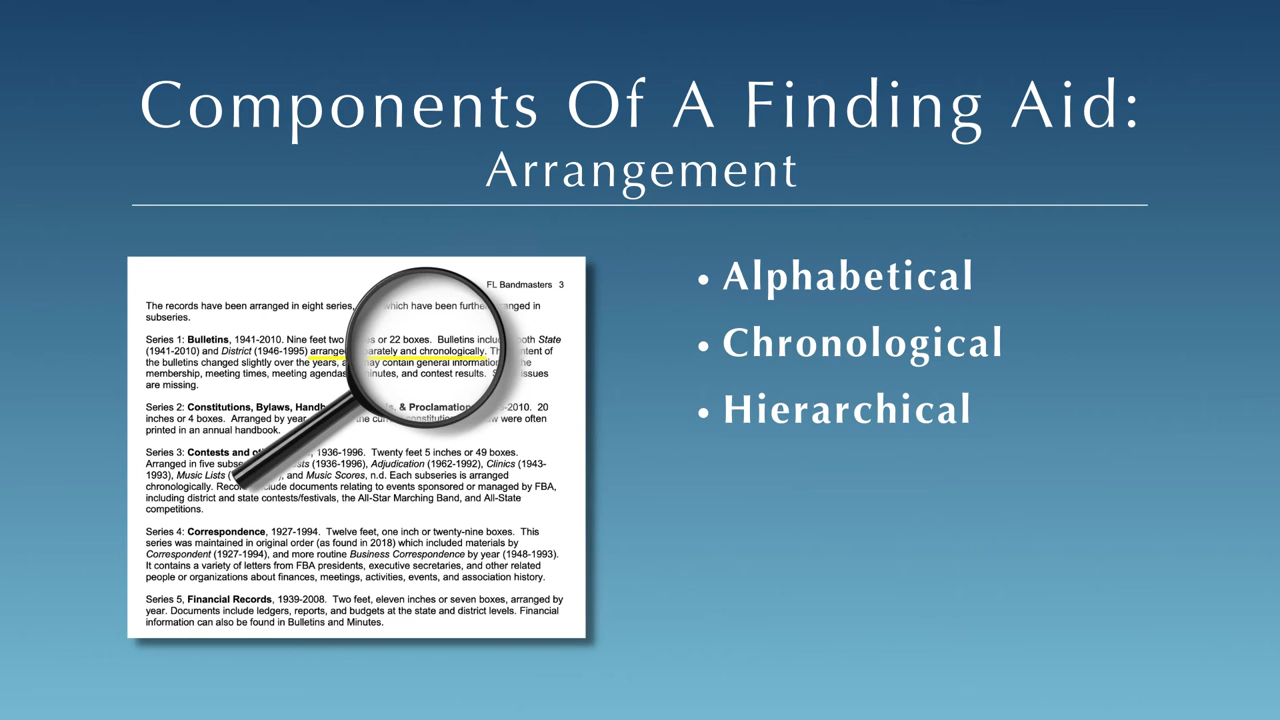 Components Of A Finding Aid:
Arrangement
FL Bandmasters 3
The records have been arranged in eight series, which have been further arranged in
subseries.
Series 1: Bulletins, 1941-2010. Nine feet two or 22 boxes. Bulletins include both State
(1941-2010) and District (1946-1995) arranged separately and chronologically. The content of
the bulletins changed slightly over the years, may contain general information the
membership, meeting times, meeting agendas, minutes, and contest results. issues
are missing.
Series 2: Constitutions, Bylaws, & Proclamation -2010. 20
inches or 4 boxes. Arranged by year the were often
printed in an annual handbook.
Series 3: Contests and 1936-1996. Twenty feet 5 inches or 49 boxes.
Arranged in five (1936-1996), Adjudication (1962-1992), Clinics (1943-
1993), Music Lists and Music Scores, n.d. Each subseries is arranged
chronologically. include documents relating to events sponsored or managed by FBA,
including district and state contests/festivals, the All-Star Marching Band, and All-State
competitions.
Series 4: Correspondence, 1927-1994. Twelve feet, one inch or twenty-nine boxes. This
series was maintained in original order (as found in 2018) which included materials by
Correspondent (1927-1994), and more routine Business Correspondence by year (1948-1993).
It contains a variety of letters from FBA presidents, executive secretaries, and other related
people or organizations about finances, meetings, activities, events, and association history.
Series 5, Financial Records, 1939-2008. Two feet, eleven inches or seven boxes, arranged by
year. Documents include ledgers, reports, and budgets at the state and district levels. Financial
information can also be found in Bulletins and Minutes.
• Alphabetical
• Chronological
• Hierarchical